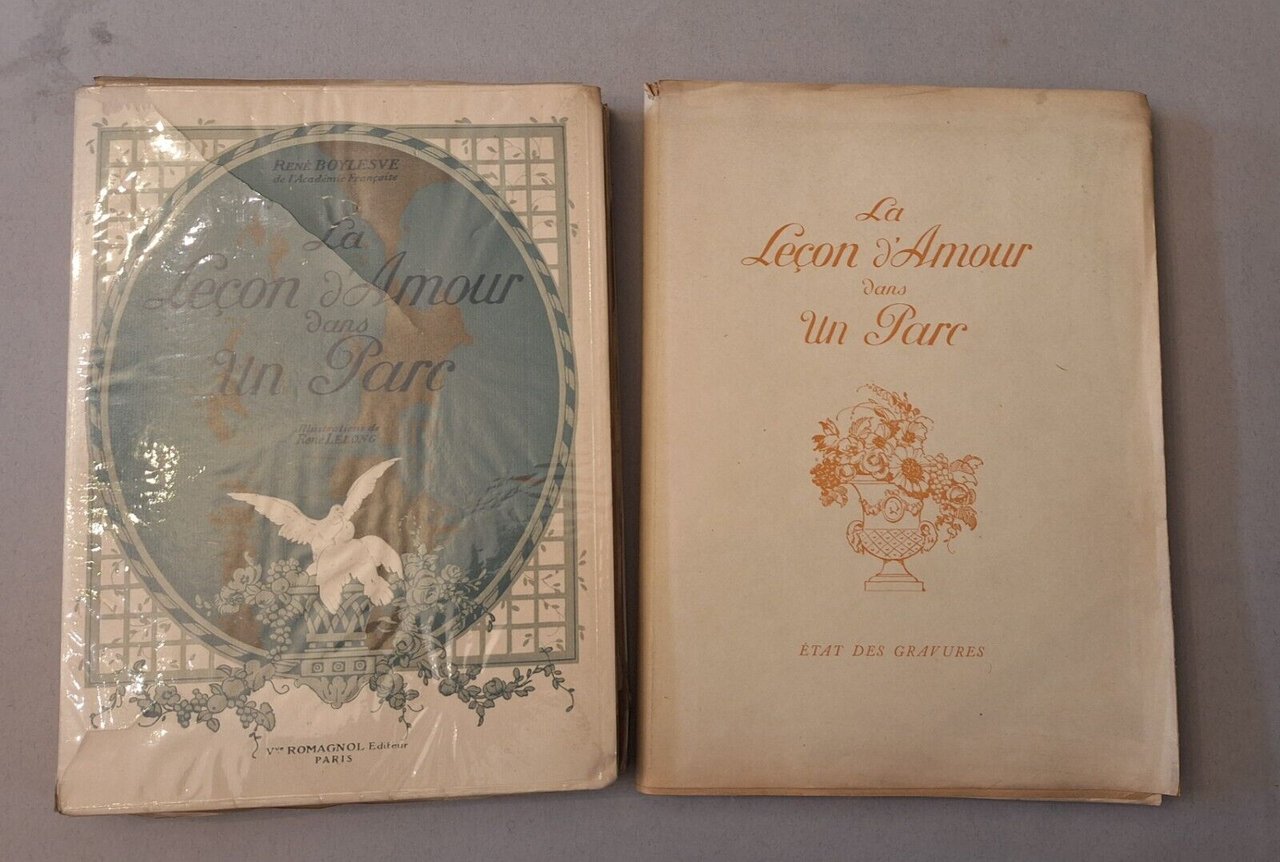 René BOYLESVE
de l'Académie Française
La
Leçon d'Amour
dans
Un Parc
Illustrations de
René LELONG
Vve ROMAGNOL Editeur
PARIS
La
Leçon d'Amour
dans
Un Parc
ÉTAT DES GRAVURES